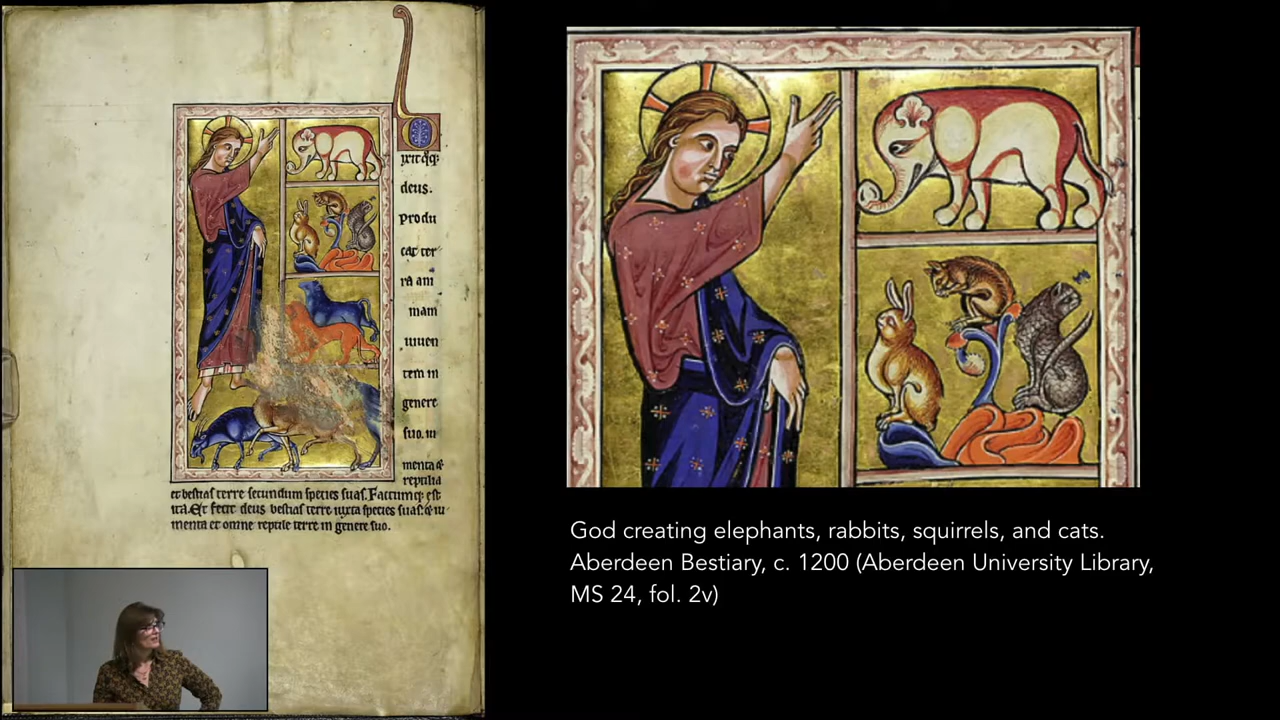 deus.
produ
cat ter
ra ani
mam
uiuen
tem in
genere
suo. iu
menta &
reptilia
et bestias terre secundum species suas. Factumq; est
ita. Et fecit deus bestias terre iuxta species suas. & iu
menta et omne reptile terre in genere suo.
God creating elephants, rabbits, squirrels, and cats.
Aberdeen Bestiary, c. 1200 (Aberdeen University Library,
MS 24, fol. 2v)